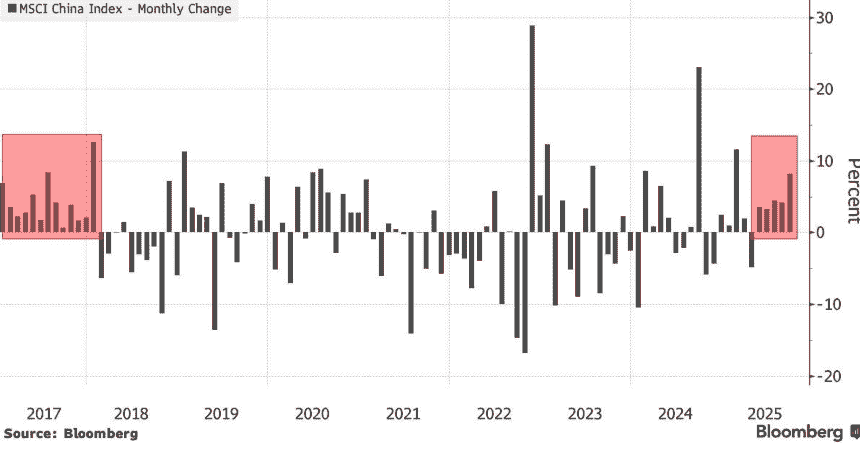 MSCI China Index - Monthly Change
30
20
10
0
-10
-20
Percent
2017 2018 2019 2020 2021 2022 2023 2024 2025
Source: Bloomberg
Bloomberg